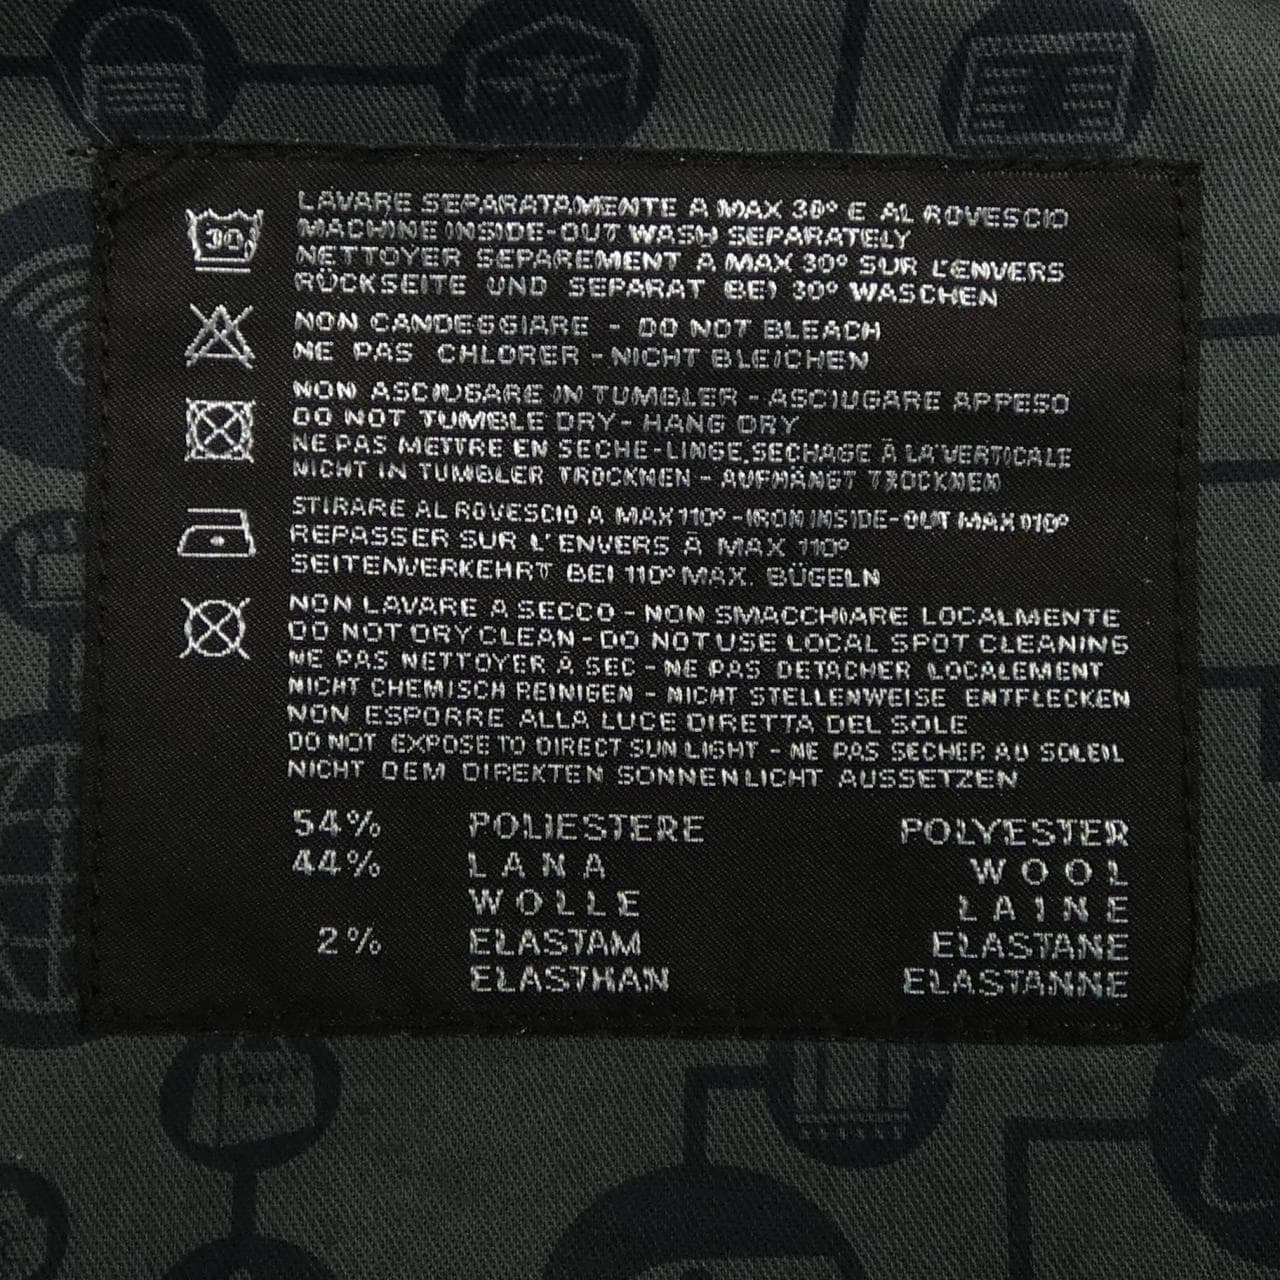 30
LAVARE SEPARATAMENTE A MAX 30° E AL ROVESCIO
MACHINE INSIDE-OUT WASH SEPARATELY
NETTOYER SEPAREMENT A MAX 30° SUR L'ENVERS
RÜCKSEITE UND SEPARAT BEI 30° WASCHEN
NON CANDEGGIARE - DO NOT BLEACH
NE PAS CHLORER - NICHT BLEICHEN
NON ASCIUGARE IN TUMBLER - ASCIUGARE APPESO
DO NOT TUMBLE DRY - HANG DRY
NE PAS METTRE EN SECHE-LINGE, SECHAGE À LA VERTICALE
NICHT IN TUMBLER TROCKNEN - AUFHÄNGT TROCKNEN
STIRARE AL ROVESCIO A MAX 110° - IRON INSIDE-OUT MAX 110°
REPASSER SUR L'ENVERS À MAX 110°
SEITENVERKEHRT BEI 110° MAX. BÜGELN
NON LAVARE A SECCO - NON SMACCHIARE LOCALMENTE
DO NOT DRY CLEAN - DO NOT USE LOCAL SPOT CLEANING
NE PAS NETTOYER À SEC - NE PAS DETACHER LOCALEMENT
NICHT CHEMISCH REINIGEN - NICHT STELLENWEISE ENTFLECKEN
NON ESPORRE ALLA LUCE DIRETTA DEL SOLE
DO NOT EXPOSE TO DIRECT SUN LIGHT - NE PAS SECHER AU SOLEIL
NICHT DEM DIREKTEN SONNENLICHT AUSSETZEN
54% POLIESTERE POLYESTER
44% LANA WOOL
WOLLE LAINE
2% ELASTAM ELASTANE
ELASTHAN ELASTANNE